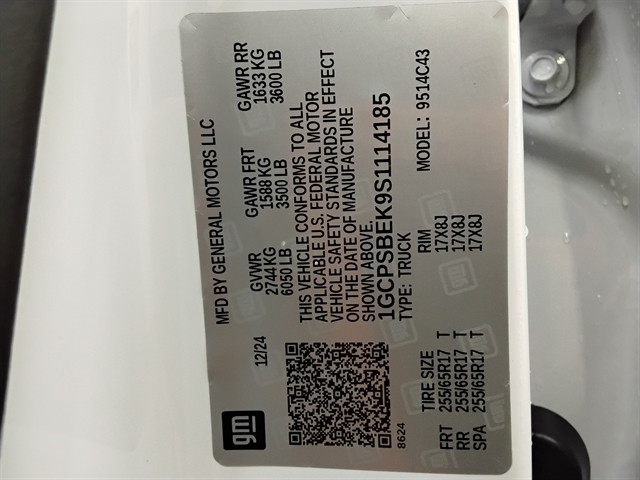 gm
MFD BY GENERAL MOTORS LLC
12/24
GVWR GAWR FRT GAWR RR
2744 KG 1588 KG 1633 KG
6050 LB 3500 LB 3600 LB
THIS VEHICLE CONFORMS TO ALL
APPLICABLE U.S. FEDERAL MOTOR
VEHICLE SAFETY STANDARDS IN EFFECT
ON THE DATE OF MANUFACTURE
SHOWN ABOVE.
1GCPSBEK9S1114185
TYPE: TRUCK MODEL: 9514C43
8624
TIRE SIZE RIM
FRT 255/65R17 T 17X8J
RR 255/65R17 T 17X8J
SPA 255/65R17 T 17X8J